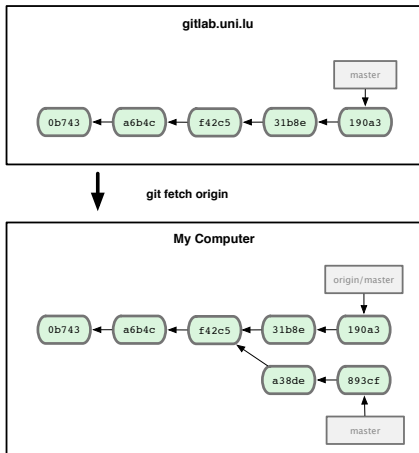 gitlab.uni.lu
master
0b743 a6b4c f42c5 31b8e 190a3
git fetch origin
My Computer
origin/master
0b743 a6b4c f42c5 31b8e 190a3
a38de 893cf
master